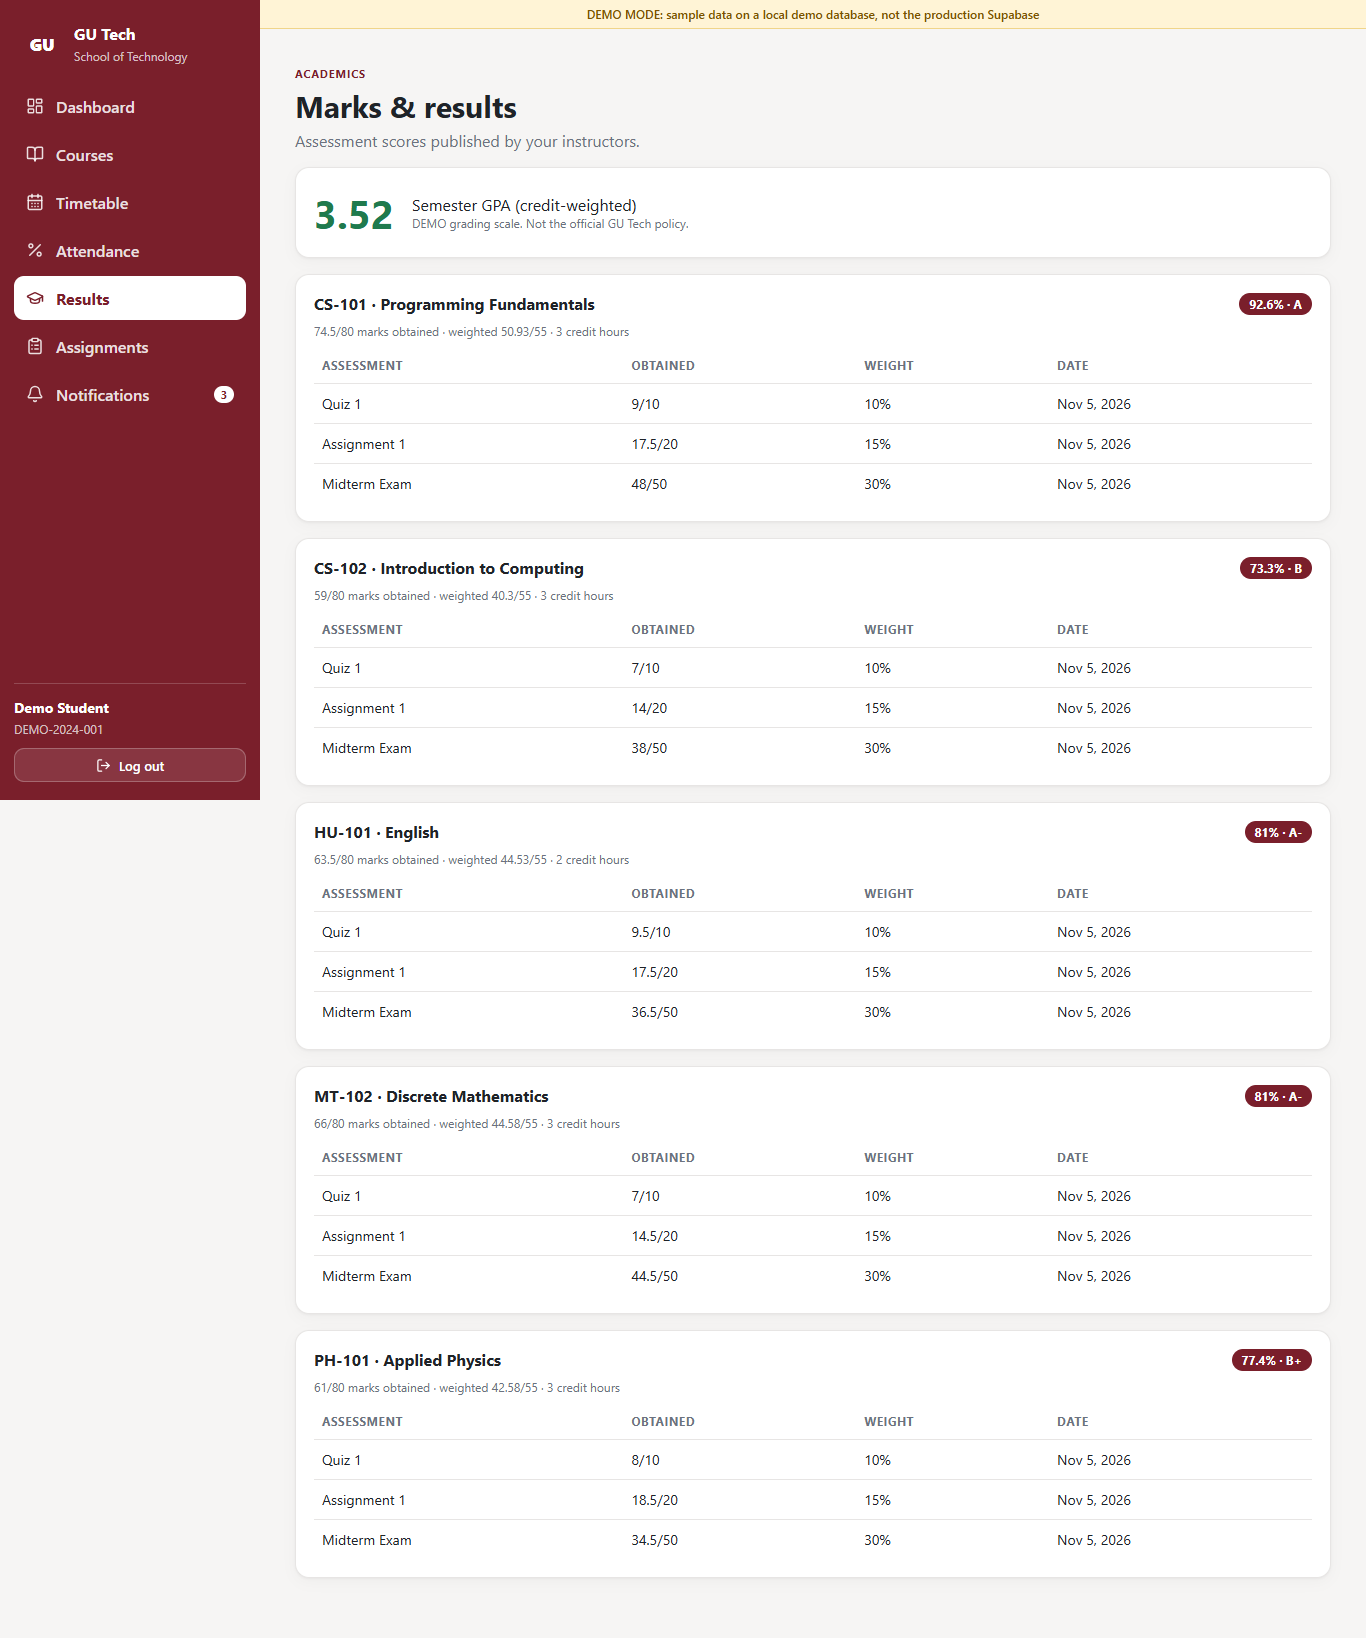 DEMO MODE: sample data on a local demo database, not the production Supabase
GU
GU Tech
School of Technology
Dashboard
Courses
Timetable
Attendance
Results
Assignments
Notifications 3
Demo Student
DEMO-2024-001
Log out
ACADEMICS
Marks & results
Assessment scores published by your instructors.
3.52
Semester GPA (credit-weighted)
DEMO grading scale. Not the official GU Tech policy.
CS-101 · Programming Fundamentals 92.6% · A
74.5/80 marks obtained · weighted 50.93/55 · 3 credit hours
ASSESSMENT OBTAINED WEIGHT DATE
Quiz 1 9/10 10% Nov 5, 2026
Assignment 1 17.5/20 15% Nov 5, 2026
Midterm Exam 48/50 30% Nov 5, 2026
CS-102 · Introduction to Computing 73.3% · B
59/80 marks obtained · weighted 40.3/55 · 3 credit hours
ASSESSMENT OBTAINED WEIGHT DATE
Quiz 1 7/10 10% Nov 5, 2026
Assignment 1 14/20 15% Nov 5, 2026
Midterm Exam 38/50 30% Nov 5, 2026
HU-101 · English 81% · A-
63.5/80 marks obtained · weighted 44.53/55 · 2 credit hours
ASSESSMENT OBTAINED WEIGHT DATE
Quiz 1 9.5/10 10% Nov 5, 2026
Assignment 1 17.5/20 15% Nov 5, 2026
Midterm Exam 36.5/50 30% Nov 5, 2026
MT-102 · Discrete Mathematics 81% · A-
66/80 marks obtained · weighted 44.58/55 · 3 credit hours
ASSESSMENT OBTAINED WEIGHT DATE
Quiz 1 7/10 10% Nov 5, 2026
Assignment 1 14.5/20 15% Nov 5, 2026
Midterm Exam 44.5/50 30% Nov 5, 2026
PH-101 · Applied Physics 77.4% · B+
61/80 marks obtained · weighted 42.58/55 · 3 credit hours
ASSESSMENT OBTAINED WEIGHT DATE
Quiz 1 8/10 10% Nov 5, 2026
Assignment 1 18.5/20 15% Nov 5, 2026
Midterm Exam 34.5/50 30% Nov 5, 2026